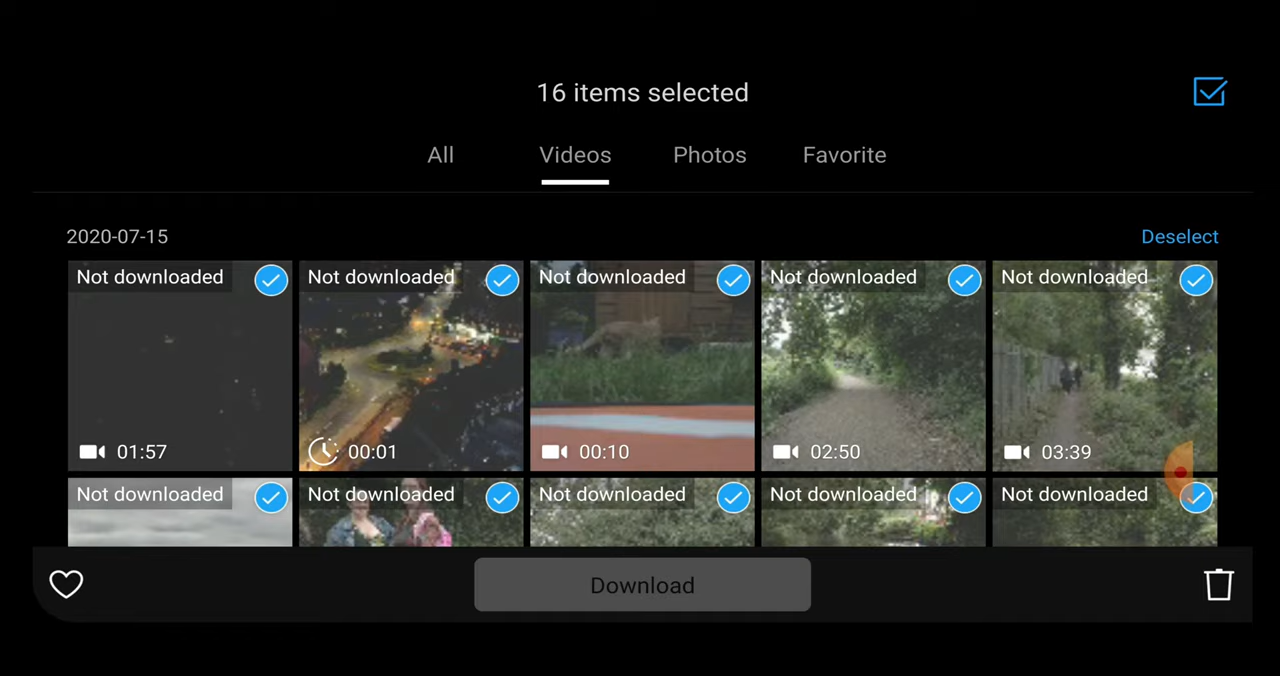 16 items selected
All Videos Photos Favorite
2020-07-15 Deselect
Not downloaded Not downloaded Not downloaded Not downloaded Not downloaded
01:57 00:01 00:10 02:50 03:39
Not downloaded Not downloaded Not downloaded Not downloaded Not downloaded
Download